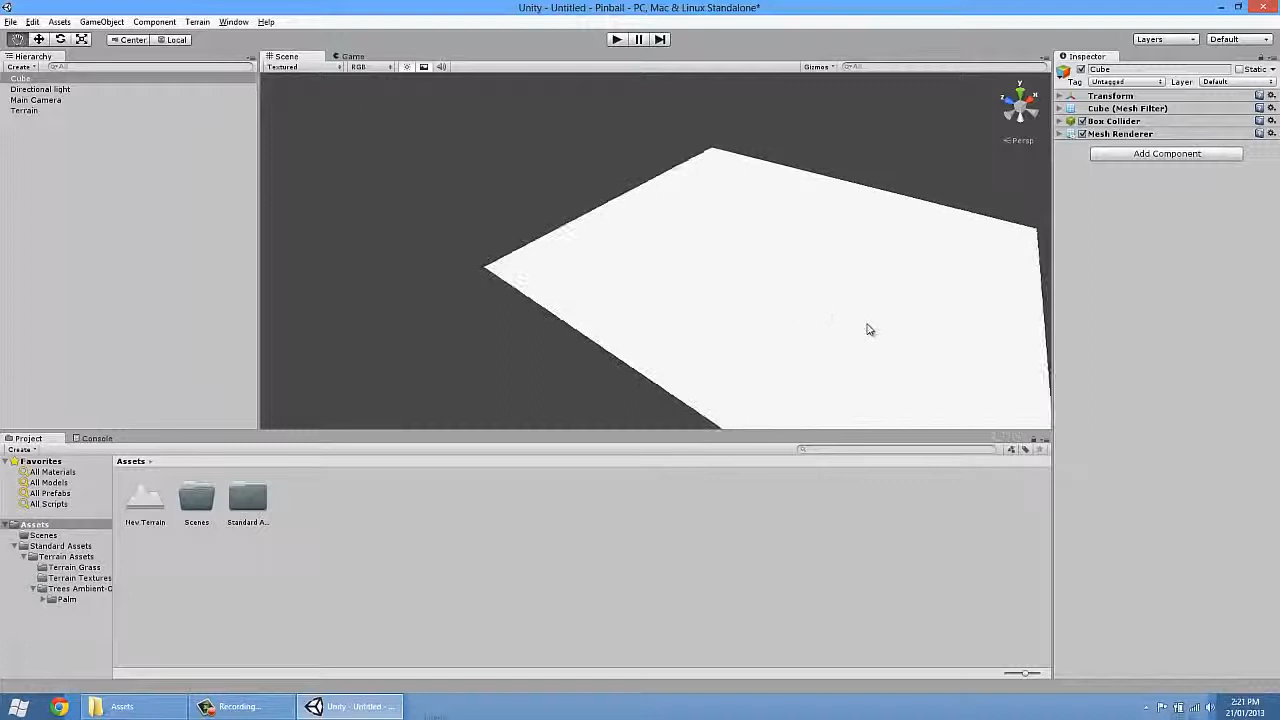 Unity - Untitled - Pinball - PC, Mac & Linux Standalone*
File Edit Assets GameObject Component Terrain Window Help
Center Local
Layers Default
Hierarchy
Create All
Cube
Directional light
Main Camera
Terrain
Scene Game
Textured RGB Gizmos All
y
x
z
Persp
Inspector
Cube Static
Tag Untagged Layer Default
Transform
Cube (Mesh Filter)
Box Collider
Mesh Renderer
Add Component
Project Console
Create
Favorites
All Materials
All Models
All Prefabs
All Scripts
Assets
Scenes
Standard Assets
Terrain Assets
Terrain Grass
Terrain Textures
Trees Ambient-O
Palm
Assets
New Terrain Scenes Standard A...
Assets Recording... Unity - Untitled - ...
2:21 PM
21/01/2013